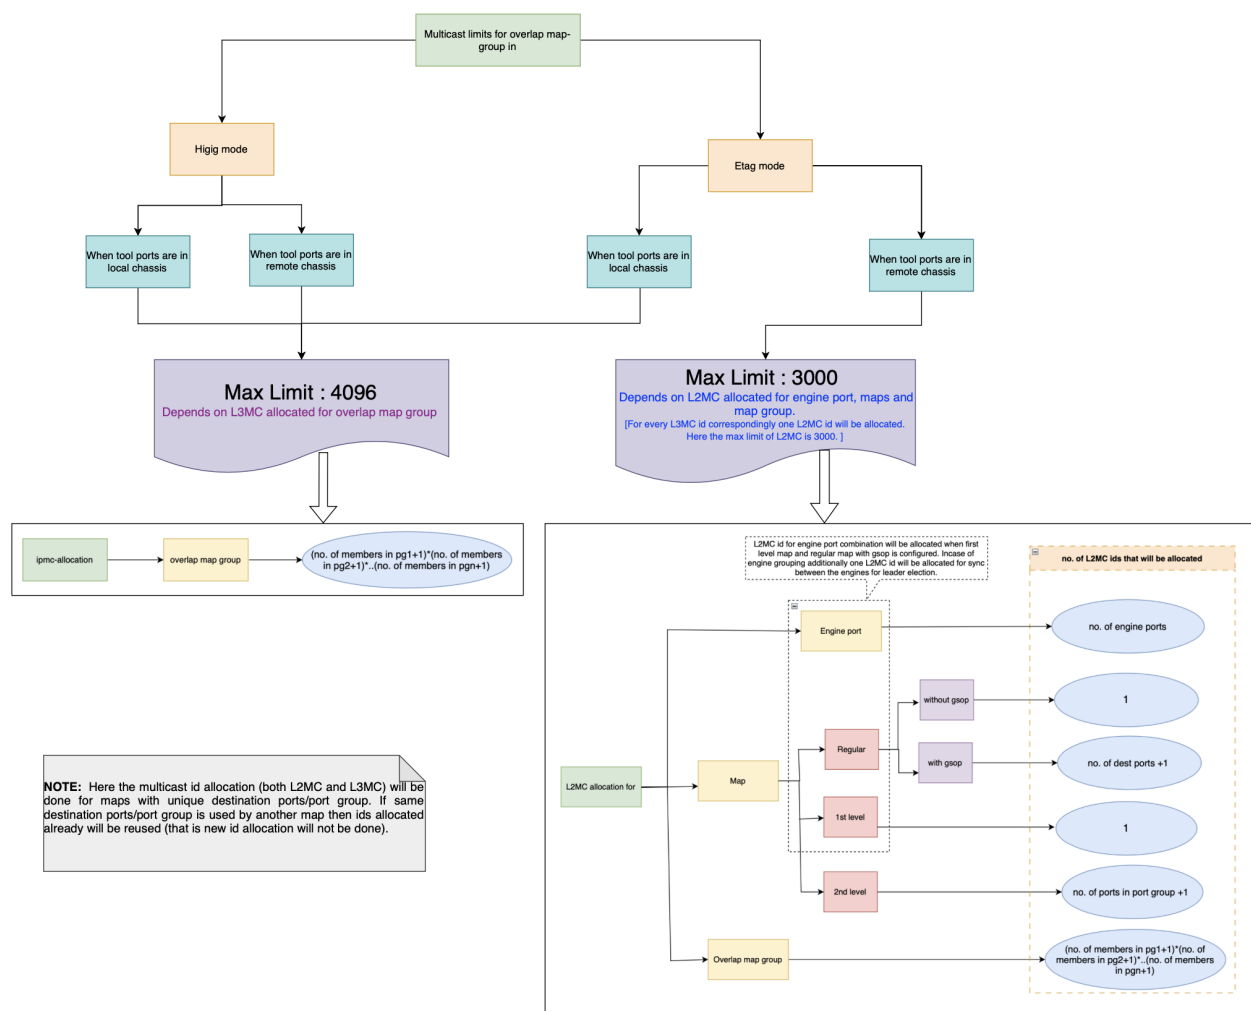 Multicast limits for overlap map-
group in
Higig mode
Etag mode
When tool ports are in
local chassis
When tool ports are in
remote chassis
When tool ports are in
local chassis
When tool ports are in
remote chassis
Max Limit : 4096
Depends on L3MC allocated for overlap map group
Max Limit : 3000
Depends on L2MC allocated for engine port, maps and
map group.
[For every L3MC id correspondingly one L2MC id will be allocated.
Here the max limit of L2MC is 3000. ]
ipmc-allocation
overlap map group
(no. of members in pg1+1)*(no. of members
in pg2+1)*..(no. of members in pgn+1)
L2MC id for engine port combination will be allocated when first
level map and regular map with gsop is configured. Incase of
engine grouping additionally one L2MC id will be allocated for sync
between the engines for leader election.
no. of L2MC ids that will be allocated
Engine port
no. of engine ports
without gsop
1
Regular
with gsop
no. of dest ports +1
L2MC allocation for
Map
1st level
1
2nd level
no. of ports in port group +1
Overlap map group
(no. of members in pg1+1)*(no. of
members in pg2+1)*..(no. of members
in pgn+1)
NOTE: Here the multicast id allocation (both L2MC and L3MC) will be
done for maps with unique destination ports/port group. If same
destination ports/port group is used by another map then ids allocated
already will be reused (that is new id allocation will not be done).